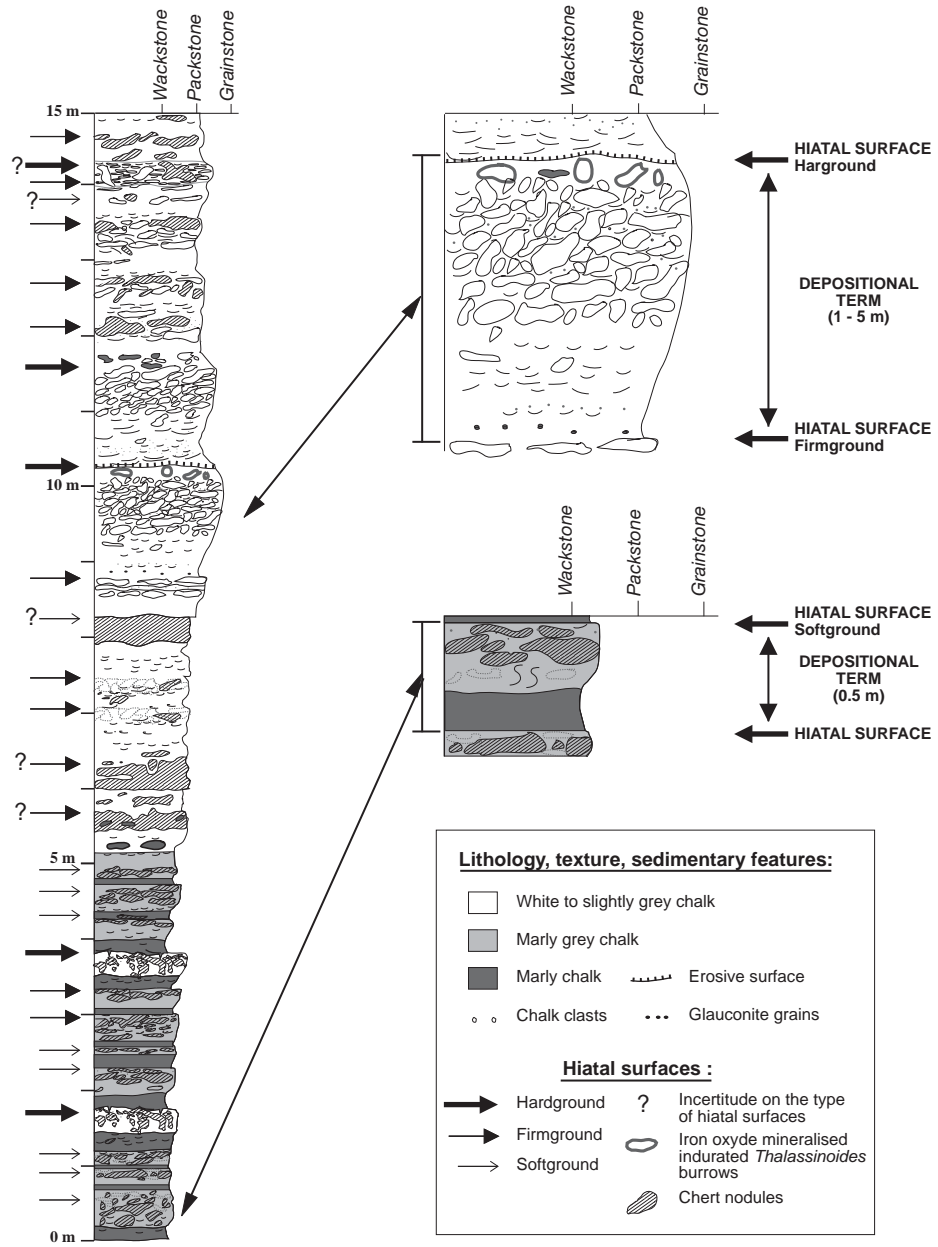 Wackstone
Packstone
Grainstone
15 m
?
?
10 m
?
?
?
5 m
0 m
Wackstone
Packstone
Grainstone
HIATAL SURFACE
Harground
DEPOSITIONAL
TERM
(1 - 5 m)
HIATAL SURFACE
Firmground
Wackstone
Packstone
Grainstone
HIATAL SURFACE
Softground
DEPOSITIONAL
TERM
(0.5 m)
HIATAL SURFACE
Lithology, texture, sedimentary features:
White to slightly grey chalk
Marly grey chalk
Marly chalk
Erosive surface
Chalk clasts
Glauconite grains
Hiatal surfaces :
Hardground
Firmground
Softground
? Incertitude on the type
of hiatal surfaces
Iron oxyde mineralised
indurated Thalassinoides
burrows
Chert nodules